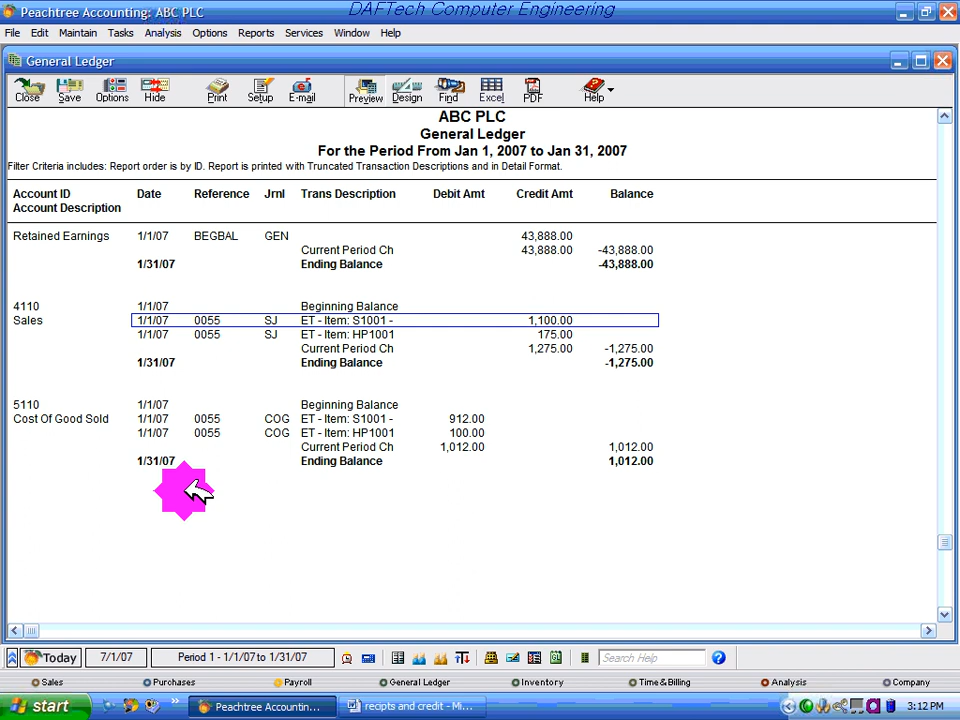 Peachtree Accounting: ABC PLC
DAFTech Computer Engineering
File Edit Maintain Tasks Analysis Options Reports Services Window Help
General Ledger
Close Save Options Hide Print Setup E-mail Preview Design Find Excel PDF Help
ABC PLC
General Ledger
For the Period From Jan 1, 2007 to Jan 31, 2007
Filter Criteria includes: Report order is by ID. Report is printed with Truncated Transaction Descriptions and in Detail Format.
Account ID Date Reference Jrnl Trans Description Debit Amt Credit Amt Balance
Account Description
Retained Earnings 1/1/07 BEGBAL GEN 43,888.00
Current Period Ch 43,888.00 -43,888.00
1/31/07 Ending Balance -43,888.00
4110 1/1/07 Beginning Balance
Sales 1/1/07 0055 SJ ET - Item: S1001 - 1,100.00
1/1/07 0055 SJ ET - Item: HP1001 175.00
Current Period Ch 1,275.00 -1,275.00
1/31/07 Ending Balance -1,275.00
5110 1/1/07 Beginning Balance
Cost Of Good Sold 1/1/07 0055 COG ET - Item: S1001 - 912.00
1/1/07 0055 COG ET - Item: HP1001 100.00
Current Period Ch 1,012.00 1,012.00
1/31/07 Ending Balance 1,012.00
Today 7/1/07 Period 1 - 1/1/07 to 1/31/07 Search Help
Sales Purchases Payroll General Ledger Inventory Time & Billing Analysis Company
start Peachtree Accountin... recipts and credit - Mi... 3:12 PM